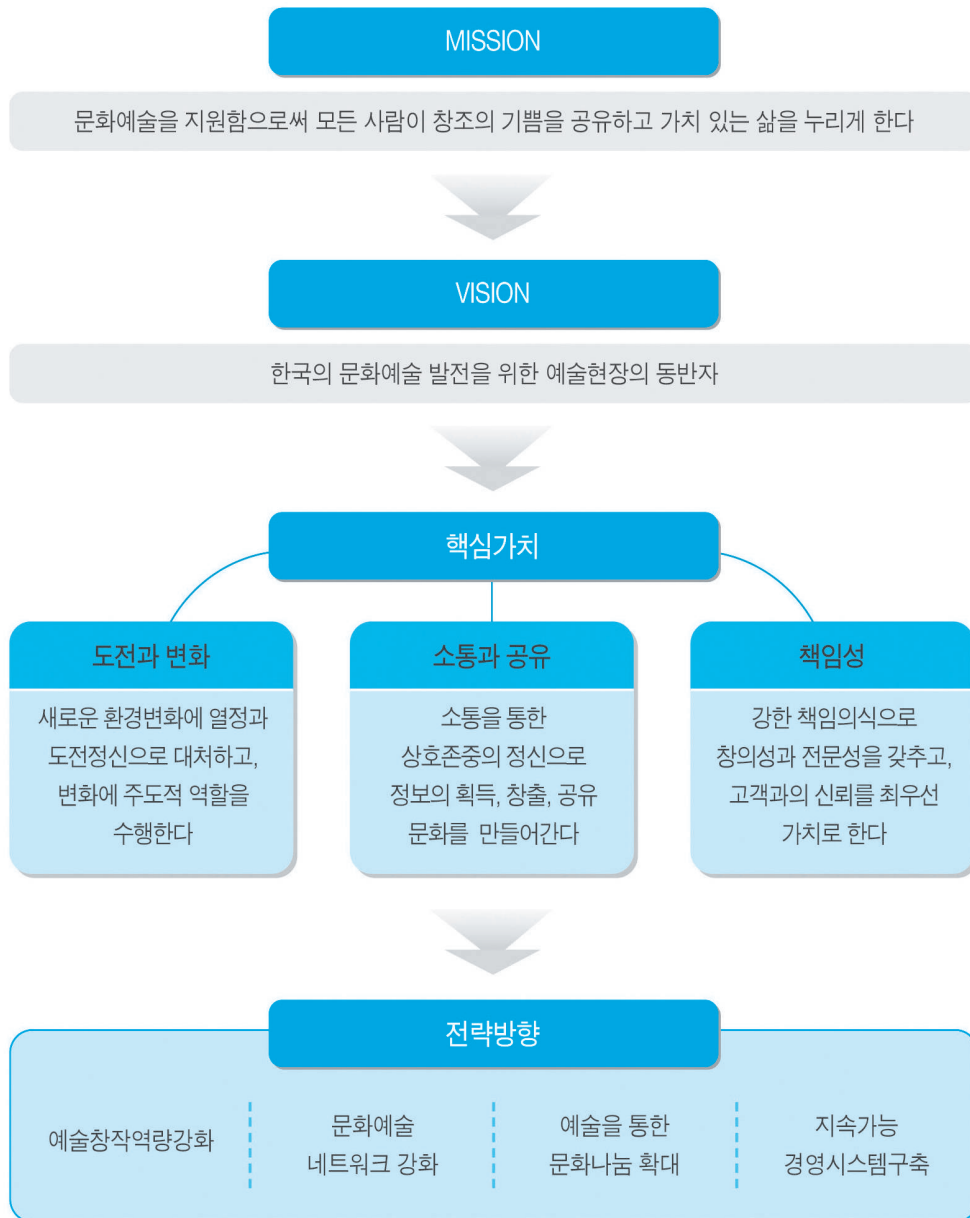 MISSION
문화예술을 지원함으로써 모든 사람이 창조의 기쁨을 공유하고 가치 있는 삶을 누리게 한다
VISION
한국의 문화예술 발전을 위한 예술현장의 동반자
핵심가치
도전과 변화
새로운 환경변화에 열정과
도전정신으로 대처하고,
변화에 주도적 역할을
수행한다
소통과 공유
소통을 통한
상호존중의 정신으로
정보의 획득, 창출, 공유
문화를 만들어간다
책임성
강한 책임의식으로
창의성과 전문성을 갖추고,
고객과의 신뢰를 최우선
가치로 한다
전략방향
예술창작역량강화
문화예술
네트워크 강화
예술을 통한
문화나눔 확대
지속가능
경영시스템구축